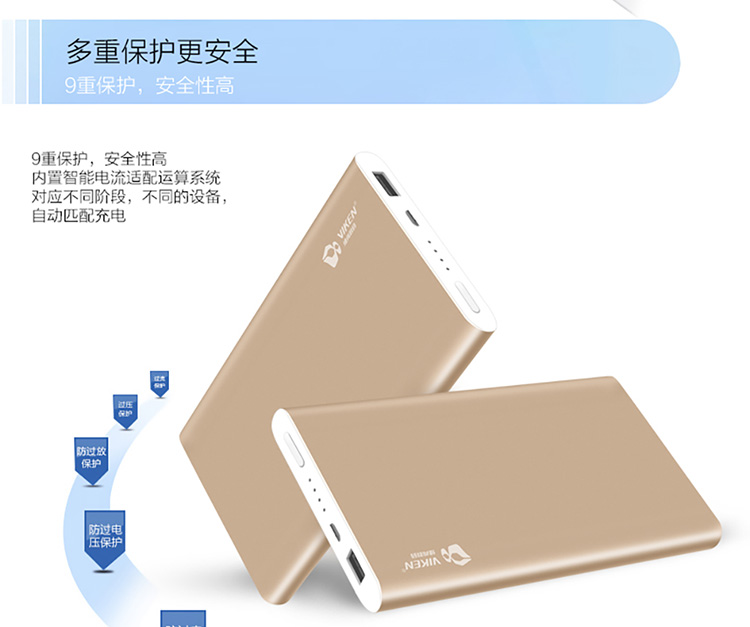 多重保护更安全
9重保护，安全性高
9重保护，安全性高
内置智能电流适配运算系统
对应不同阶段，不同的设备，
自动匹配充电
VIKEN
过流
保护
过压
保护
防过放
保护
防过电
压保护
VIKEN